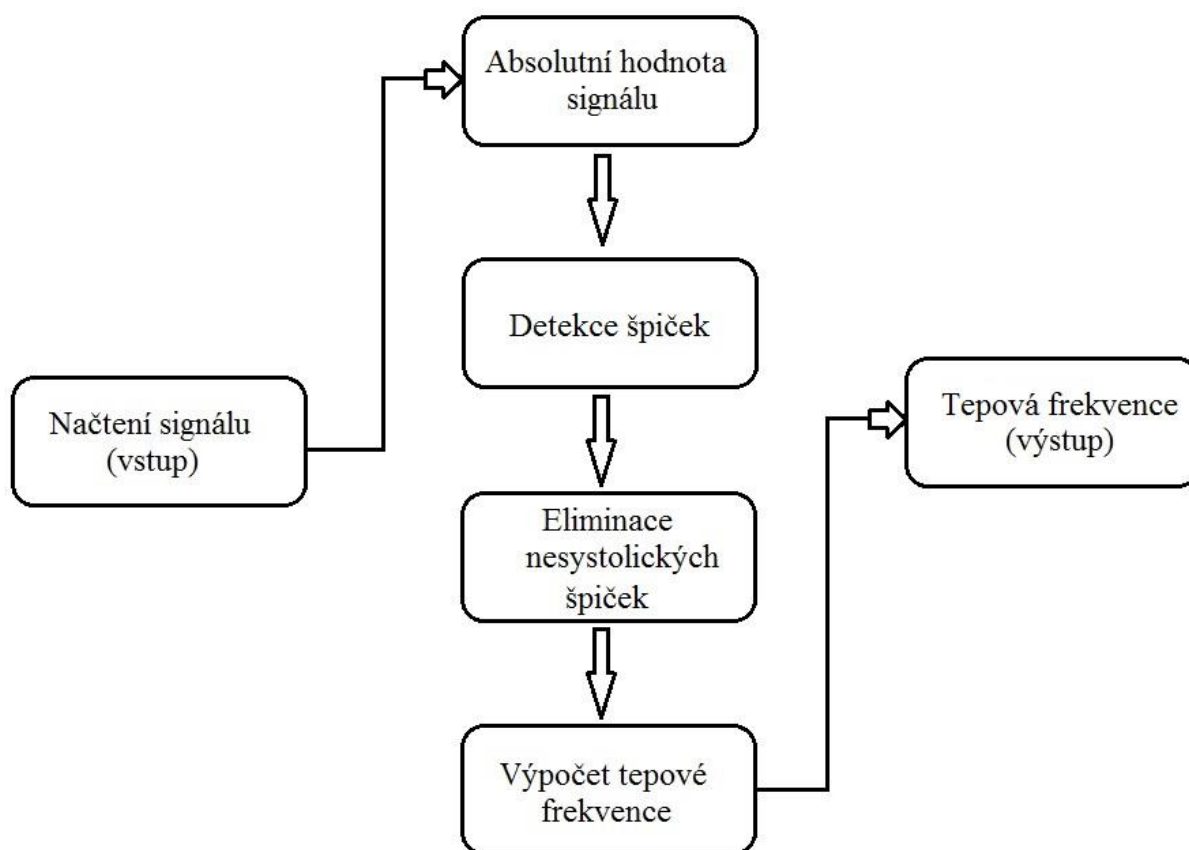 Načtení signálu
(vstup)
Absolutní hodnota
signálu
Detekce špiček
Eliminace
nesystolických
špiček
Výpočet tepové
frekvence
Tepová frekvence
(výstup)